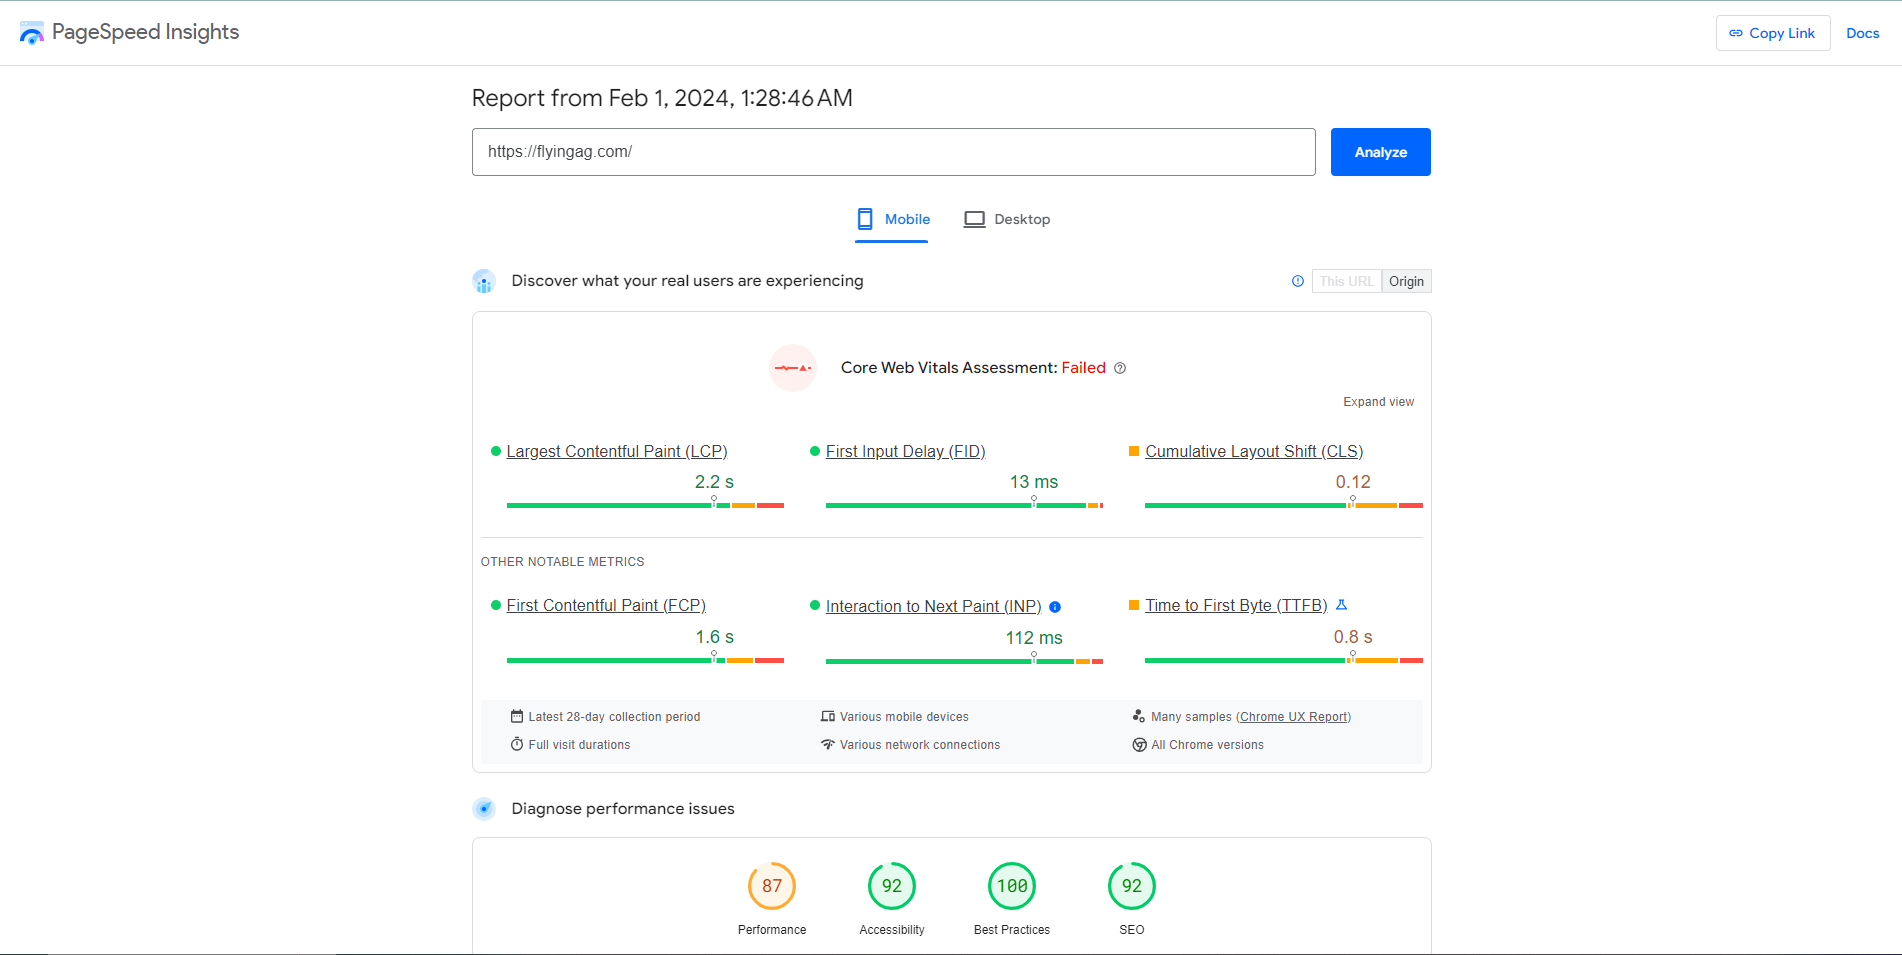 PageSpeed Insights
Copy Link
Docs
Report from Feb 1, 2024, 1:28:46 AM
https://flyingag.com/
Analyze
Mobile
Desktop
Discover what your real users are experiencing
This URL
Origin
Core Web Vitals Assessment: Failed
Expand view
Largest Contentful Paint (LCP)
2.2 s
First Input Delay (FID)
13 ms
Cumulative Layout Shift (CLS)
0.12
OTHER NOTABLE METRICS
First Contentful Paint (FCP)
1.6 s
Interaction to Next Paint (INP)
112 ms
Time to First Byte (TTFB)
0.8 s
Latest 28-day collection period
Various mobile devices
Many samples (Chrome UX Report)
Full visit durations
Various network connections
All Chrome versions
Diagnose performance issues
87
Performance
92
Accessibility
100
Best Practices
92
SEO